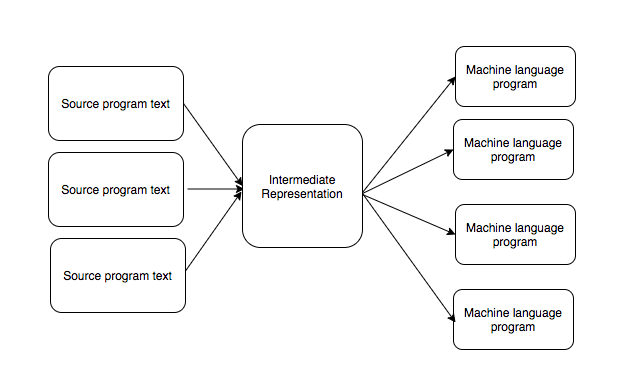 Source program text
Source program text
Source program text
Intermediate
Representation
Machine language
program
Machine language
program
Machine language
program
Machine language
program